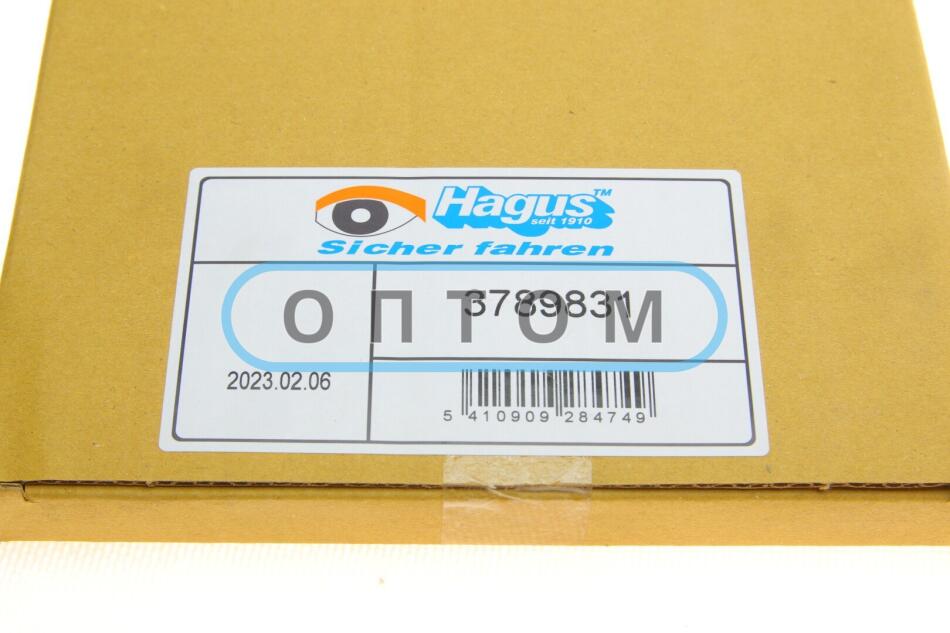 Hagus™
seit 1910
Sicher fahren
3789831
ОПТОМ
2023.02.06
5 410909 284749